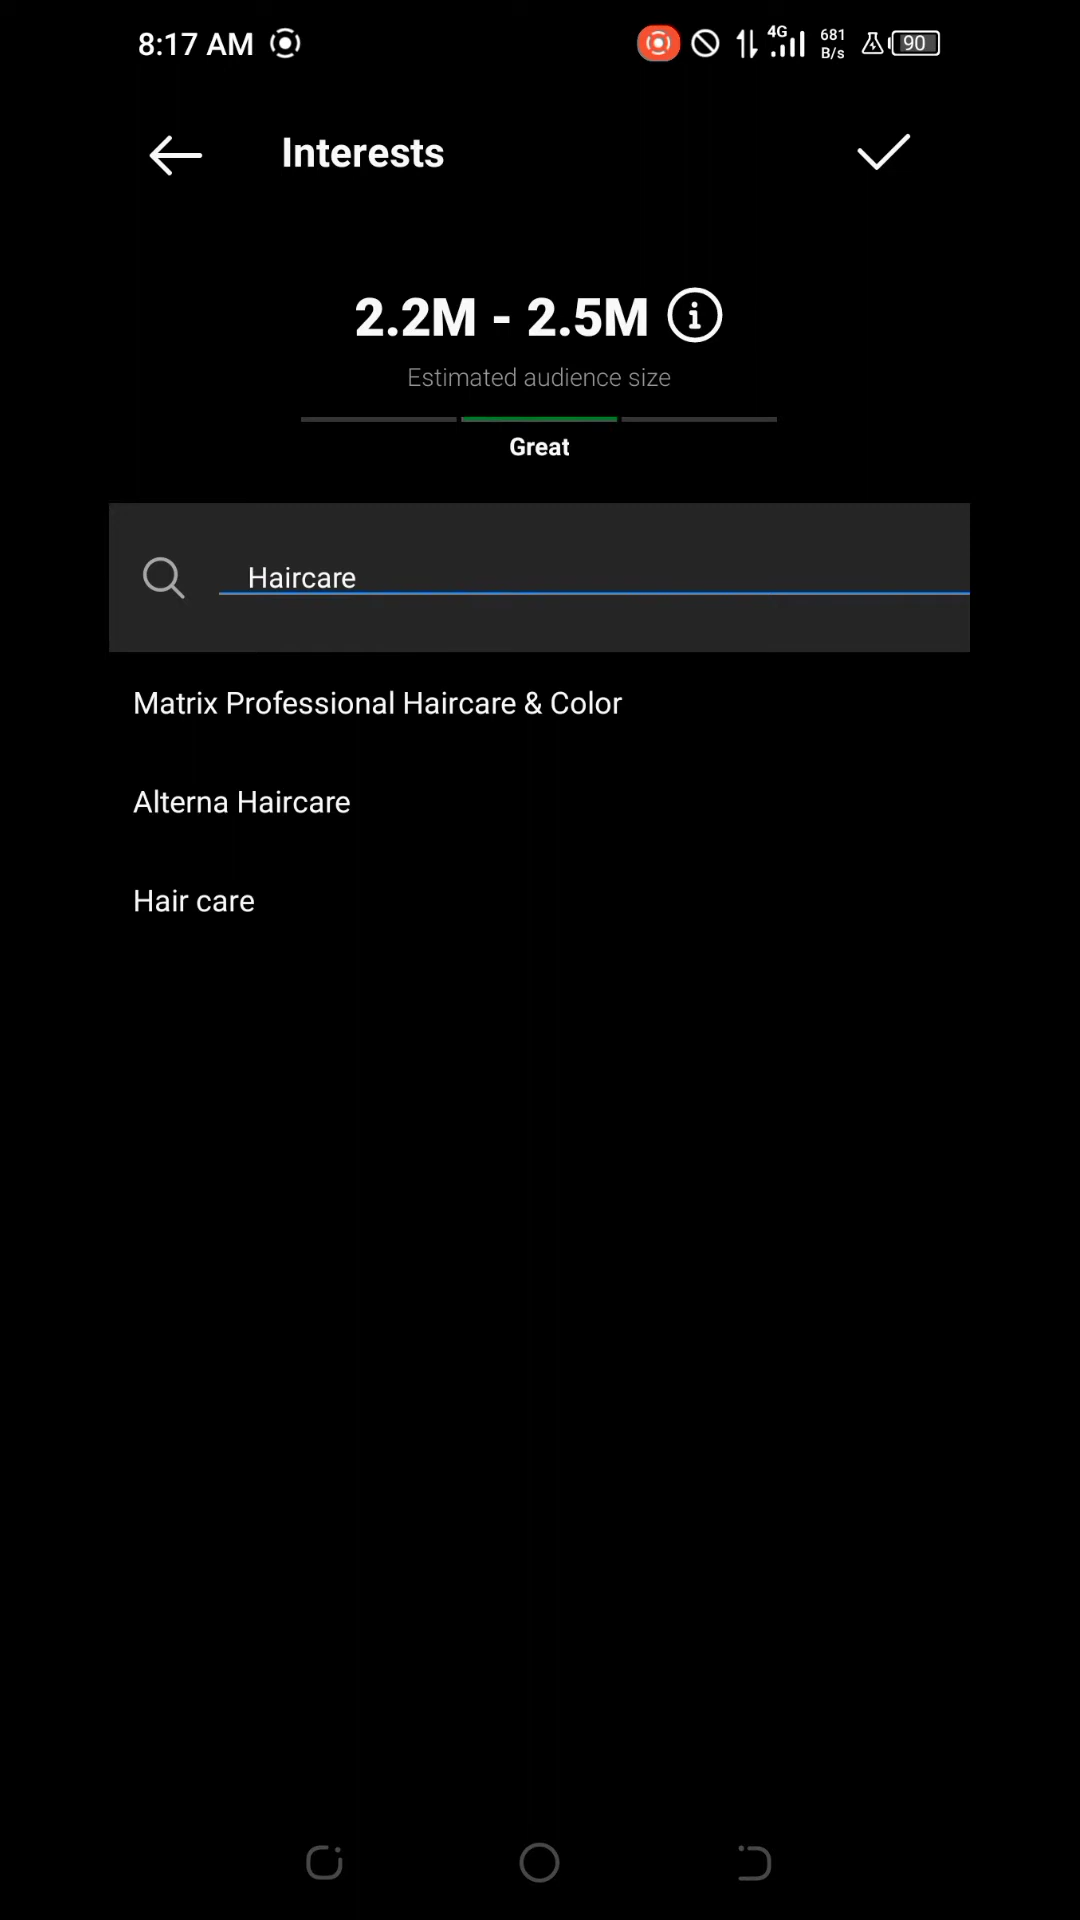 8:17 AM
4G
681
B/s
90
Interests
2.2M - 2.5M
Estimated audience size
Great
Haircare
Matrix Professional Haircare & Color
Alterna Haircare
Hair care